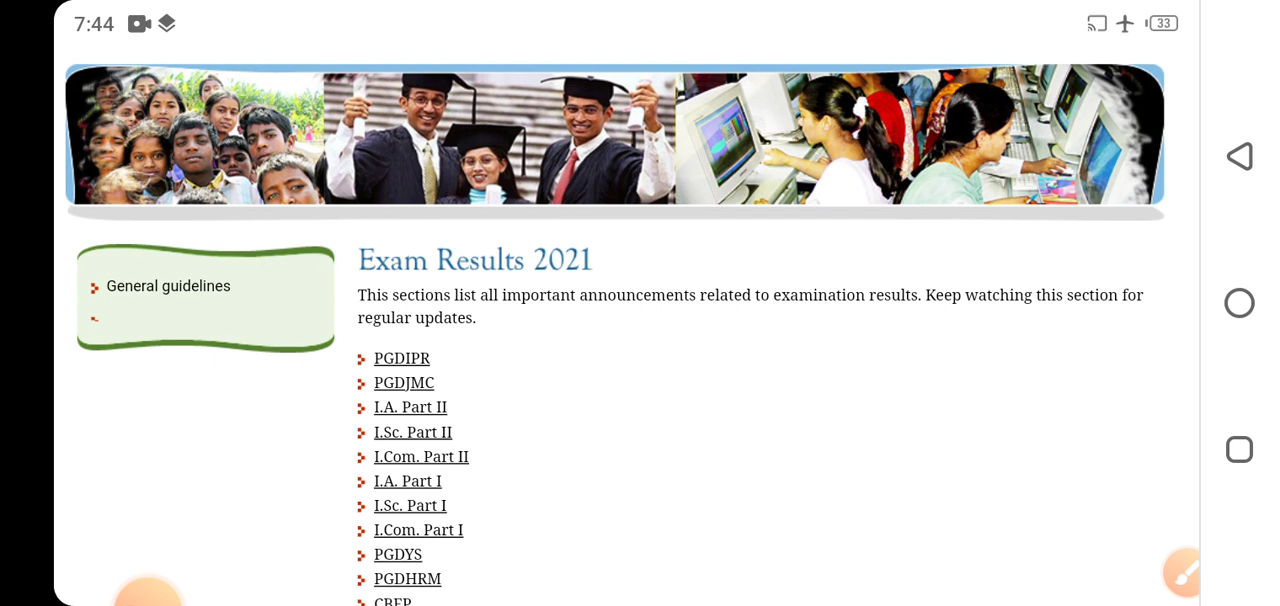 7:44
33
General guidelines
Exam Results 2021
This sections list all important announcements related to examination results. Keep watching this section for
regular updates.
PGDIPR
PGDJMC
I.A. Part II
I.Sc. Part II
I.Com. Part II
I.A. Part I
I.Sc. Part I
I.Com. Part I
PGDYS
PGDHRM